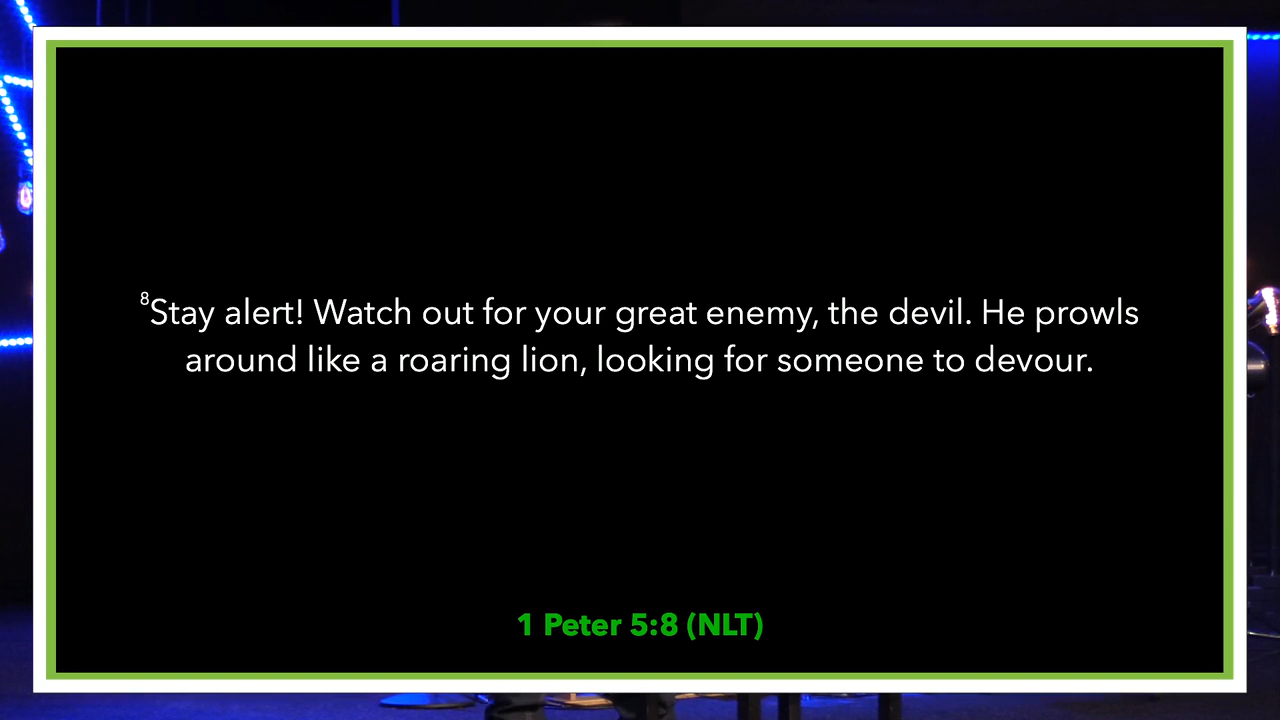 ⁸Stay alert! Watch out for your great enemy, the devil. He prowls
around like a roaring lion, looking for someone to devour.
1 Peter 5:8 (NLT)